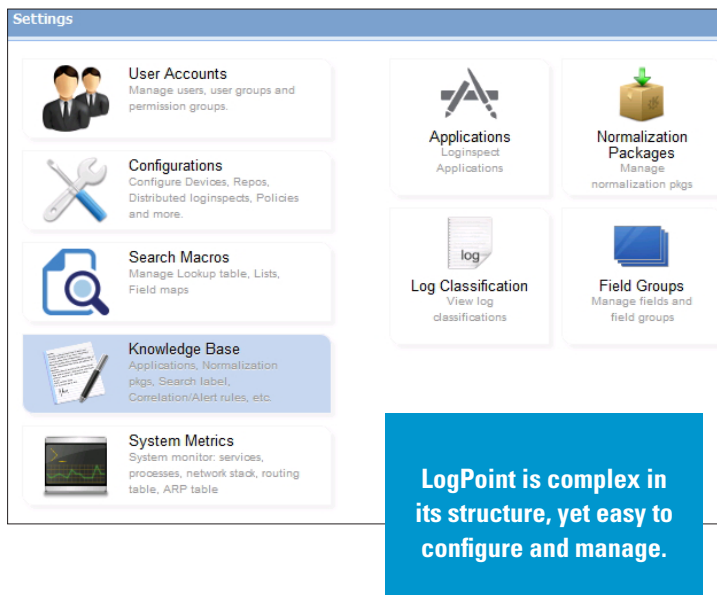 Settings
User Accounts
Manage users, user groups and
permission groups.
Configurations
Configure Devices, Repos,
Distributed loginspects, Policies
and more.
Search Macros
Manage Lookup table, Lists,
Field maps
Knowledge Base
Applications, Normalization
pkgs, Search label,
Correlation/Alert rules, etc.
System Metrics
System monitor: services,
processes, network stack, routing
table, ARP table
Applications
Loginspect
Applications
Normalization
Packages
Manage
normalization pkgs
log
Log Classification
View log
classifications
Field Groups
Manage fields and
field groups
LogPoint is complex in
its structure, yet easy to
configure and manage.